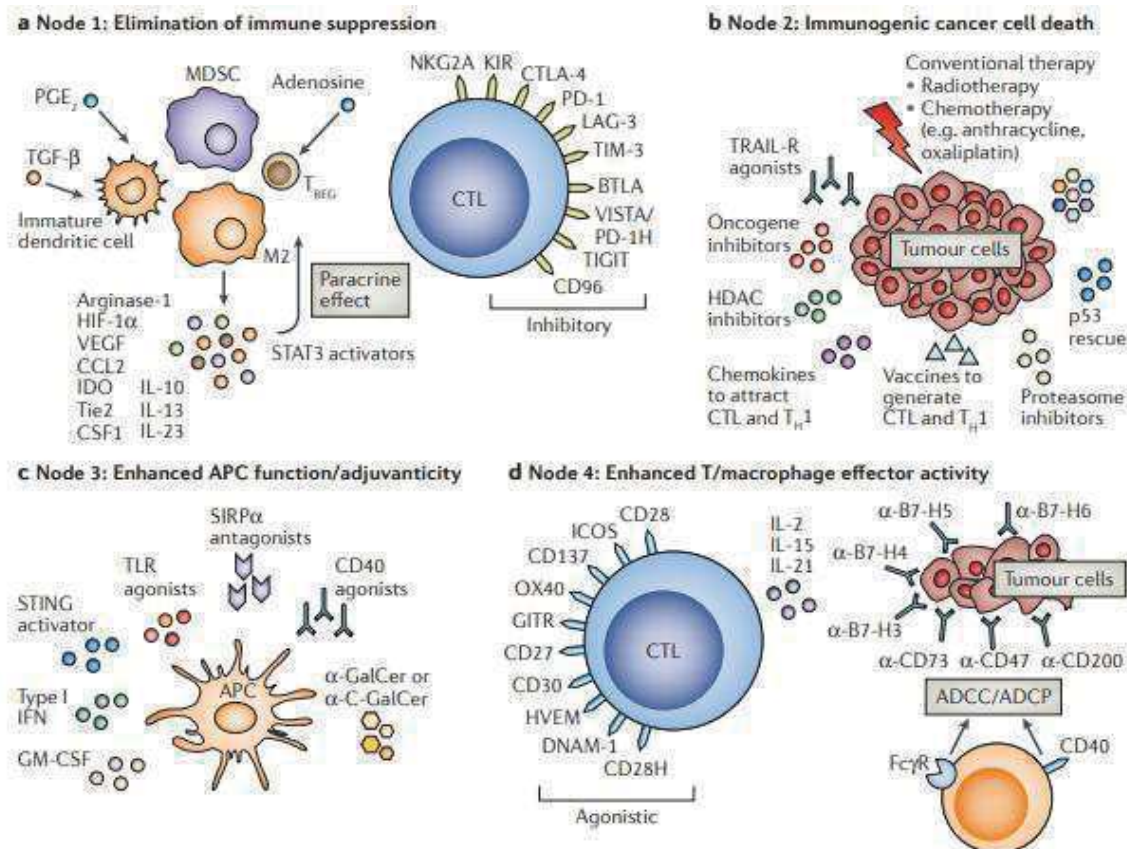 a Node 1: Elimination of immune suppression
PGE2
MDSC
Adenosine
TGF-β
TREG
Immature
dendritic cell
M2
Paracrine
effect
Arginase-1
HIF-1α
VEGF
CCL2
IDO IL-10
Tie2 IL-13
CSF1 IL-23
STAT3 activators
NKG2A KIR
CTLA-4
PD-1
LAG-3
TIM-3
BTLA
VISTA/
PD-1H
TIGIT
CD96
CTL
Inhibitory
b Node 2: Immunogenic cancer cell death
Conventional therapy
• Radiotherapy
• Chemotherapy
(e.g. anthracycline,
oxaliplatin)
TRAIL-R
agonists
Oncogene
inhibitors
Tumour cells
HDAC
inhibitors
p53
rescue
Chemokines
to attract
CTL and TH1
Vaccines to
generate
CTL and TH1
Proteasome
inhibitors
c Node 3: Enhanced APC function/adjuvanticity
SIRPα
antagonists
TLR
agonists
CD40
agonists
STING
activator
APC
α-GalCer or
α-C-GalCer
Type I
IFN
GM-CSF
d Node 4: Enhanced T/macrophage effector activity
CD28
ICOS
CD137
OX40
GITR
CD27
CD30
HVEM
DNAM-1
CD28H
CTL
Agonistic
IL-2
IL-15
IL-21
α-B7-H5
α-B7-H6
α-B7-H4
Tumour cells
α-B7-H3
α-CD73 α-CD47 α-CD200
ADCC/ADCP
FcγR
CD40